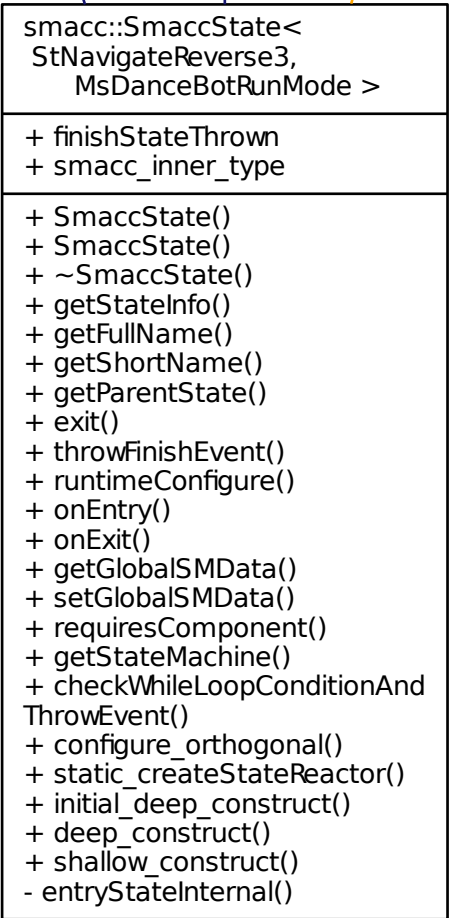 smacc::SmaccState<
StNavigateReverse3,
MsDanceBotRunMode >
+ finishStateThrown
+ smacc_inner_type
+ SmaccState()
+ SmaccState()
+ ~SmaccState()
+ getStateInfo()
+ getFullName()
+ getShortName()
+ getParentState()
+ exit()
+ throwFinishEvent()
+ runtimeConfigure()
+ onEntry()
+ onExit()
+ getGlobalSMData()
+ setGlobalSMData()
+ requiresComponent()
+ getStateMachine()
+ checkWhileLoopConditionAnd
ThrowEvent()
+ configure_orthogonal()
+ static_createStateReactor()
+ initial_deep_construct()
+ deep_construct()
+ shallow_construct()
- entryStateInternal()